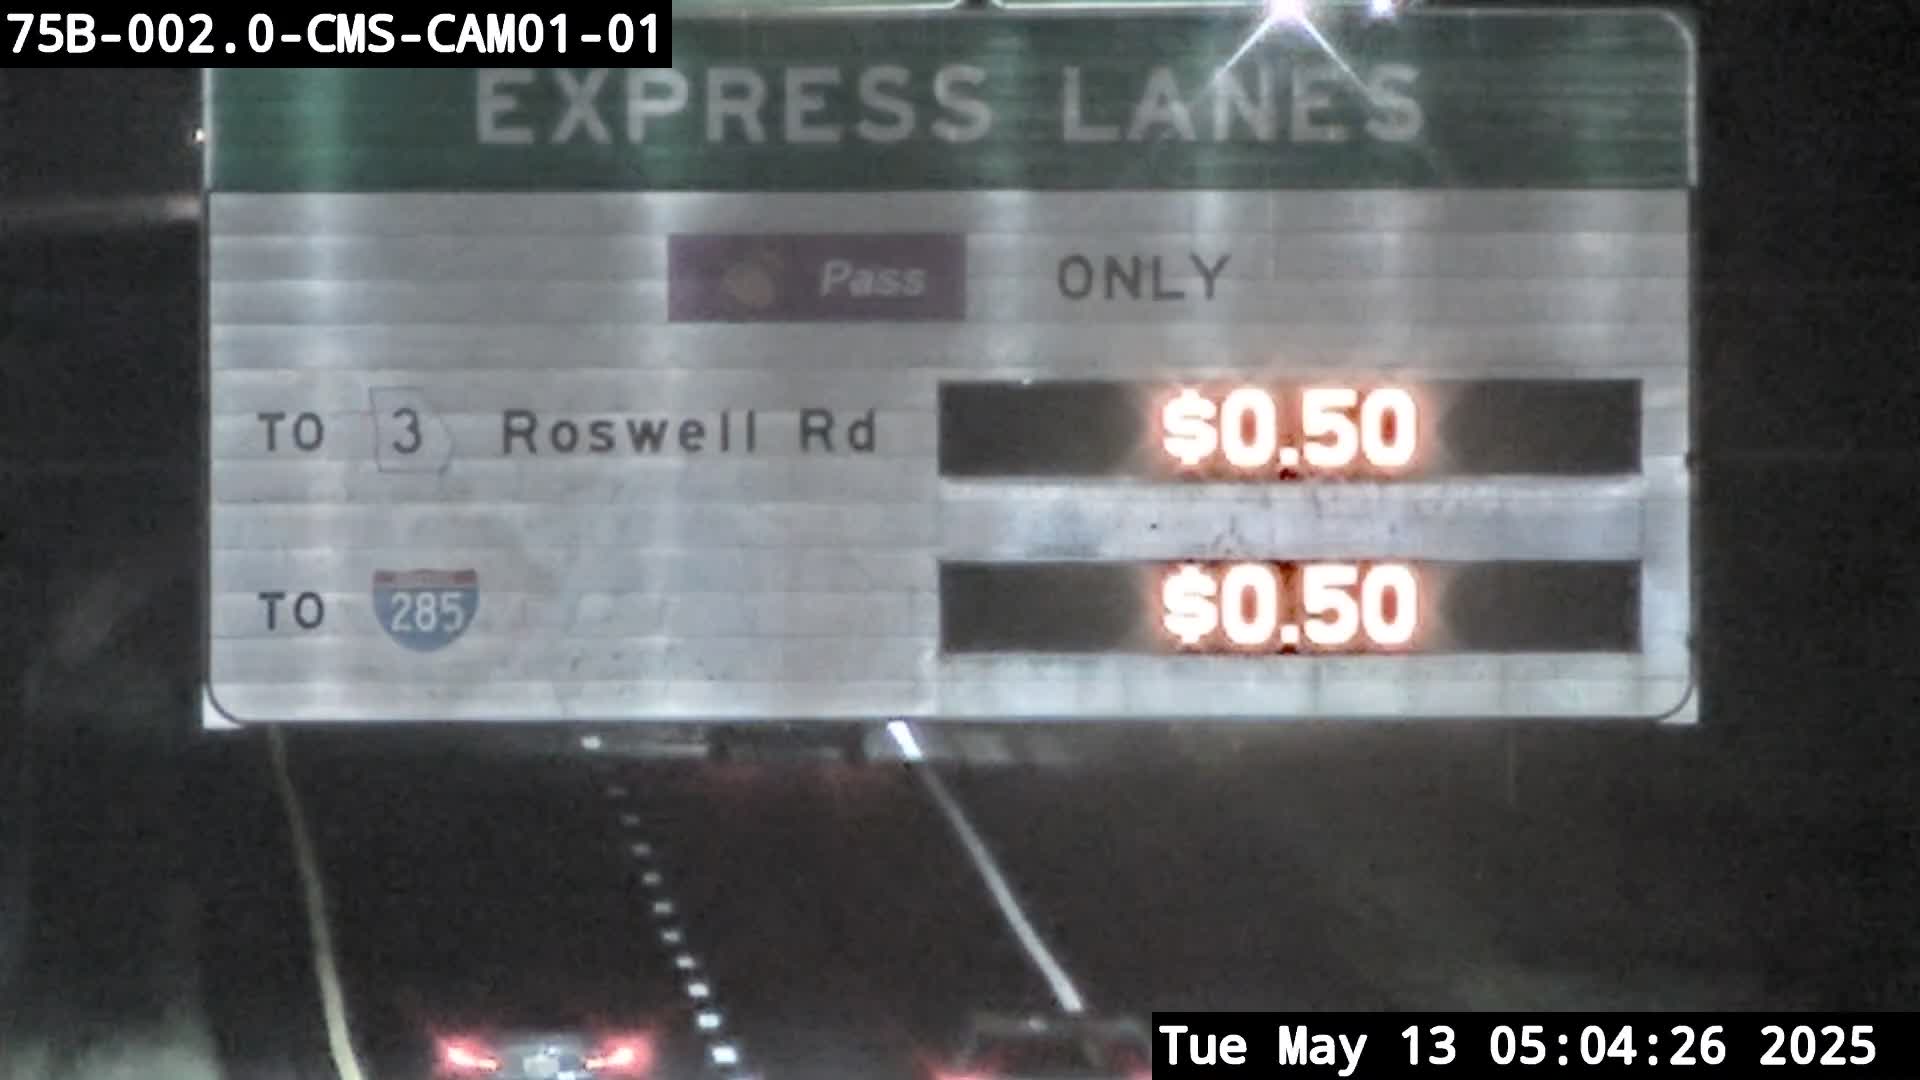 75B-002.0-CMS-CAM01-01
EXPRESS LANES
Pass ONLY
TO 3 Roswell Rd $0.50
TO 285 $0.50
Tue May 13 05:04:26 2025